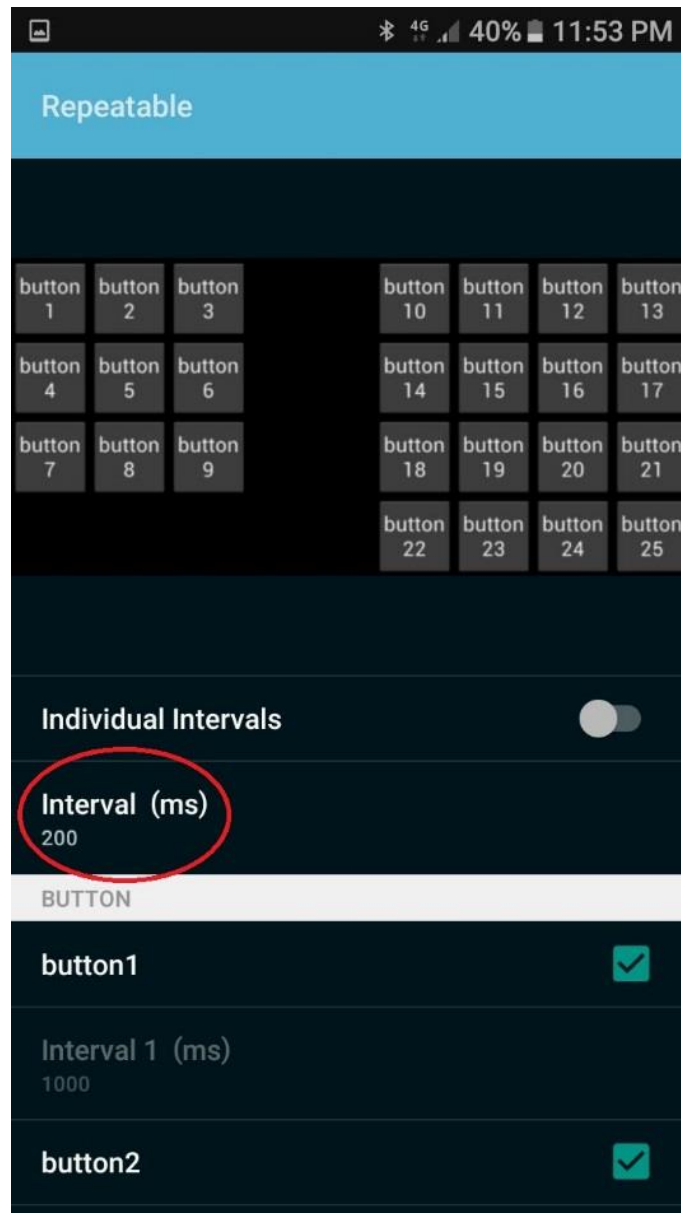 4G 40% 11:53 PM
Repeatable
button button button button button button button
1 2 3 10 11 12 13
button button button button button button button
4 5 6 14 15 16 17
button button button button button button button
7 8 9 18 19 20 21
button button button button
22 23 24 25
Individual Intervals
Interval (ms)
200
BUTTON
button1
Interval 1 (ms)
1000
button2